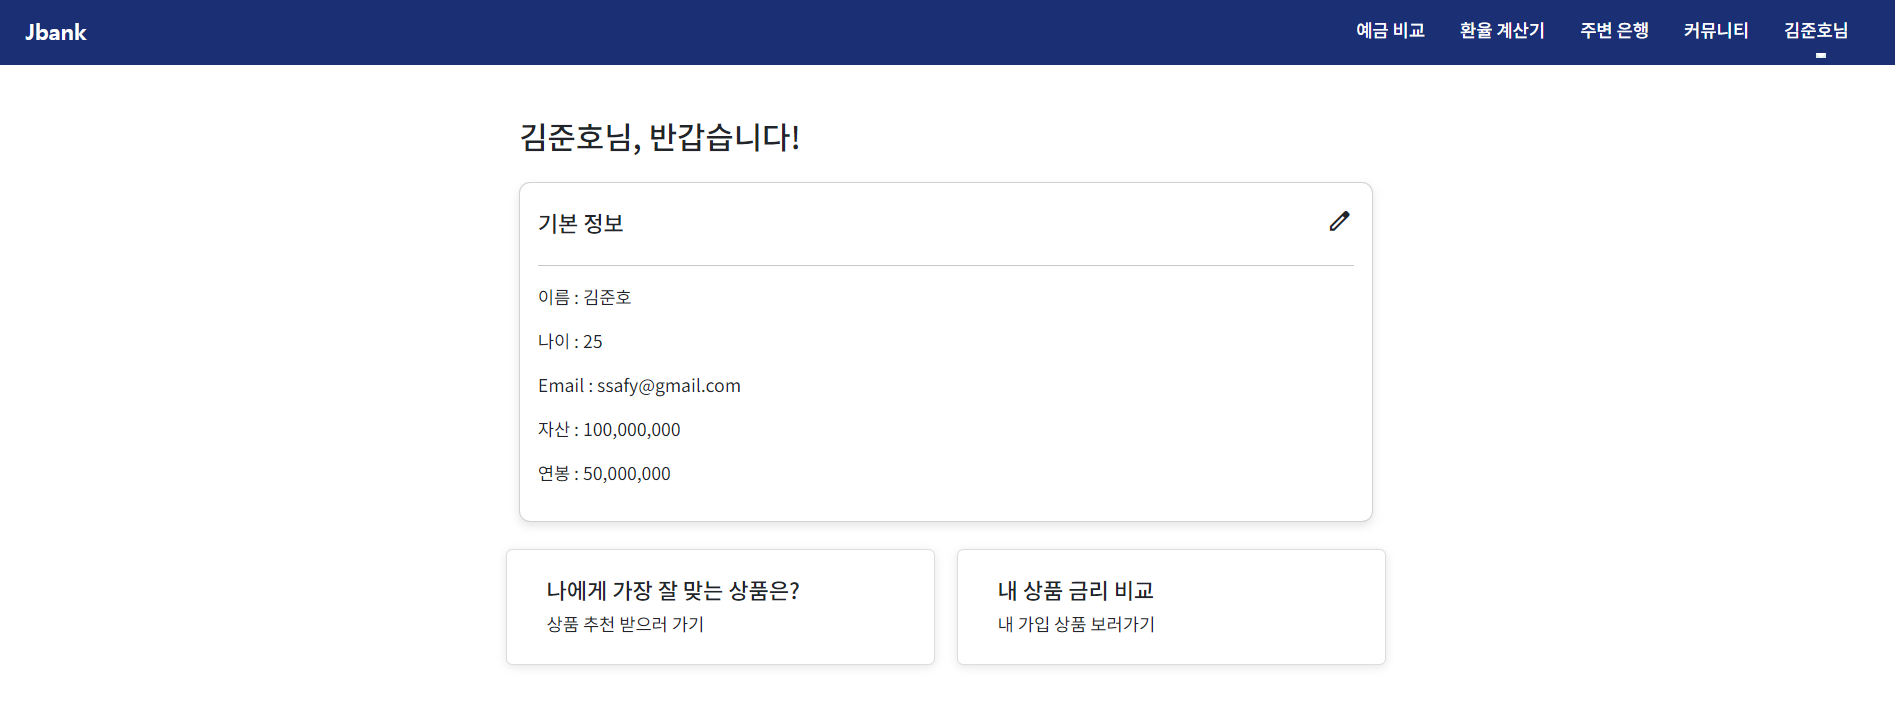 Jbank
예금 비교
환율 계산기
주변 은행
커뮤니티
김준호님
김준호님, 반갑습니다!
기본 정보
이름 : 김준호
나이 : 25
Email : ssafy@gmail.com
자산 : 100,000,000
연봉 : 50,000,000
나에게 가장 잘 맞는 상품은?
상품 추천 받으러 가기
내 상품 금리 비교
내 가입 상품 보러가기